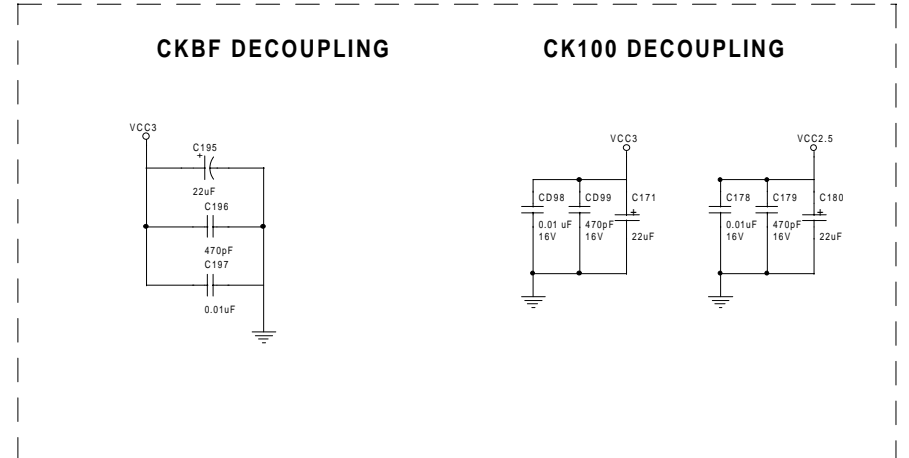 CKBF DECOUPLING
CK100 DECOUPLING
VCC3
C195
+
22uF
C196
470pF
C197
0.01uF
VCC3
CD98
0.01 uF
16V
CD99
470pF
16V
C171
+
22uF
VCC2.5
C178
0.01uF
16V
C179
470pF
16V
C180
+
22uF